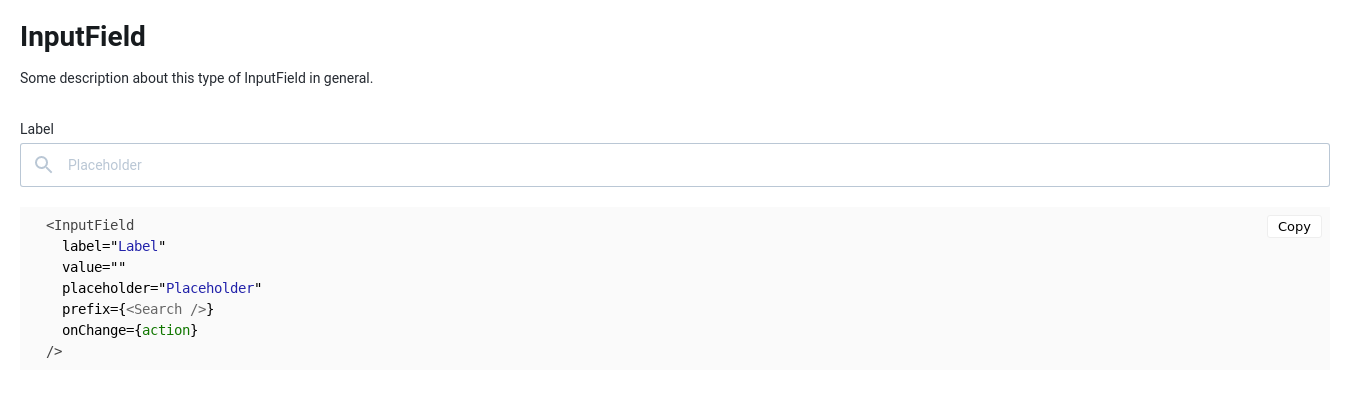 InputField
Some description about this type of InputField in general.
Label
Placeholder
<InputField
Copy
label="Label"
value=""
placeholder="Placeholder"
prefix={<Search />}
onChange={action}
/>